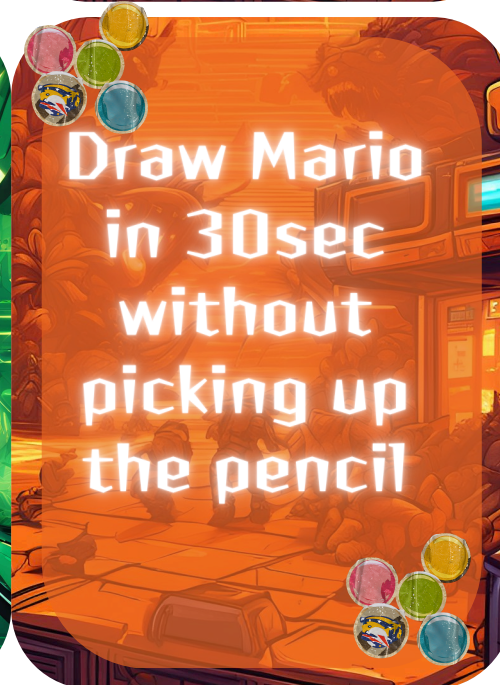 Draw Mario
in 30sec
without
picking up
the pencil